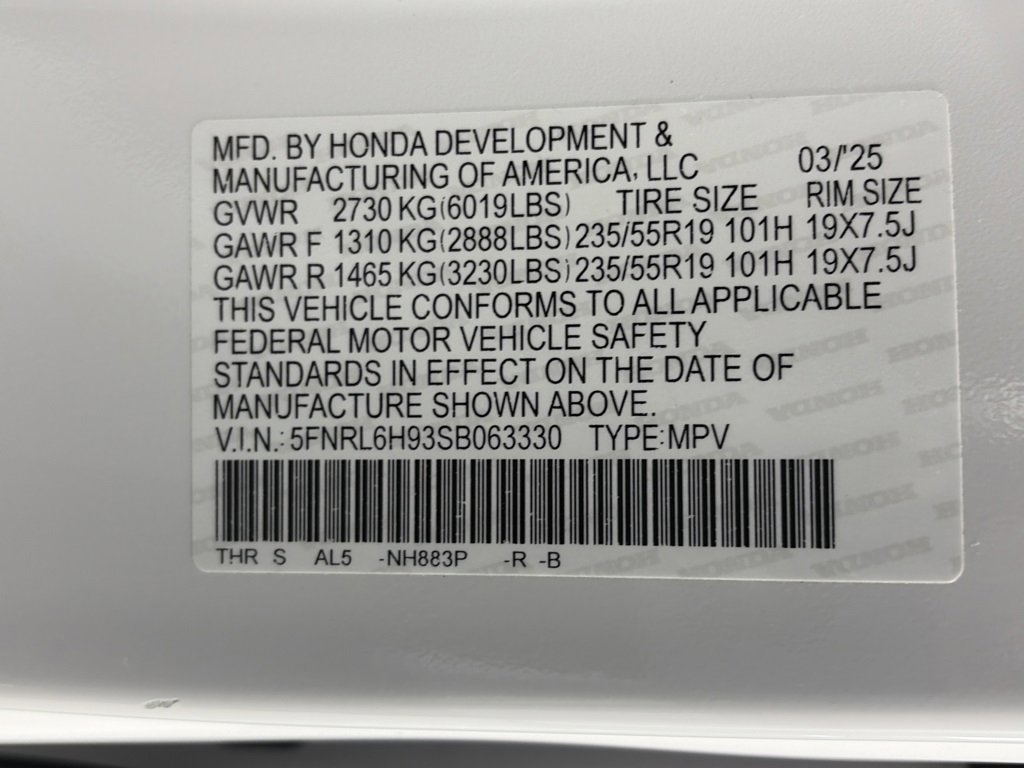 MFD. BY HONDA DEVELOPMENT &
MANUFACTURING OF AMERICA, LLC 03/'25
GVWR 2730 KG(6019LBS) TIRE SIZE RIM SIZE
GAWR F 1310 KG(2888LBS) 235/55R19 101H 19X7.5J
GAWR R 1465 KG(3230LBS) 235/55R19 101H 19X7.5J
THIS VEHICLE CONFORMS TO ALL APPLICABLE
FEDERAL MOTOR VEHICLE SAFETY
STANDARDS IN EFFECT ON THE DATE OF
MANUFACTURE SHOWN ABOVE.
V.I.N.: 5FNRL6H93SB063330 TYPE: MPV
THR S AL5 -NH883P -R -B